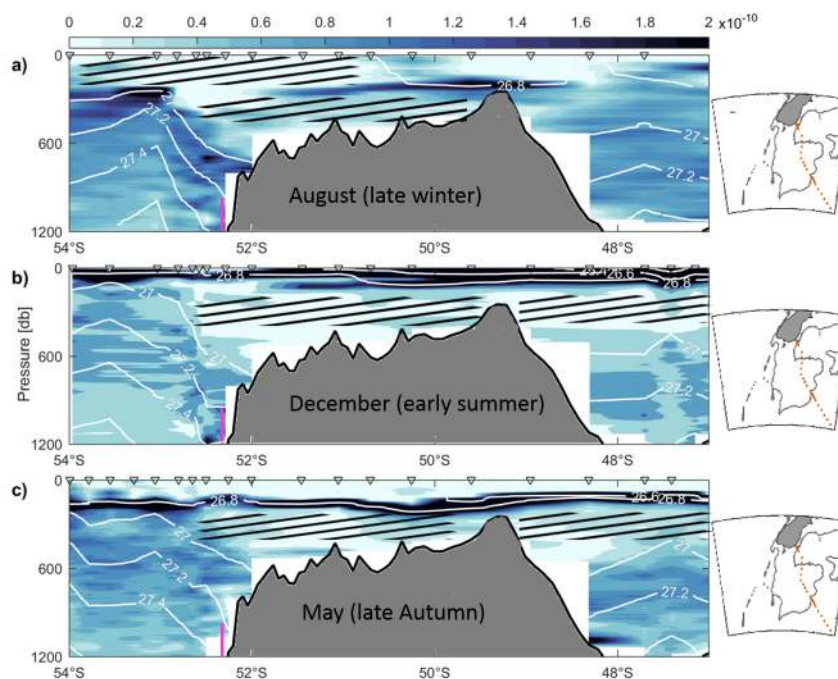 0 0.2 0.4 0.6 0.8 1 1.2 1.4 1.6 1.8 2 x10⁻¹⁰
a)
0
600
1200
26.8
27
27.2
27.4
27
27.2
August (late winter)
54°S 52°S 50°S 48°S
b)
0
600
1200
Pressure [db]
26.8
26.6
26.8
27
27.2
27.4
December (early summer)
54°S 52°S 50°S 48°S
c)
0
600
1200
26.8
26.6
26.8
27
27.2
27.4
27
27.2
May (late Autumn)
54°S 52°S 50°S 48°S